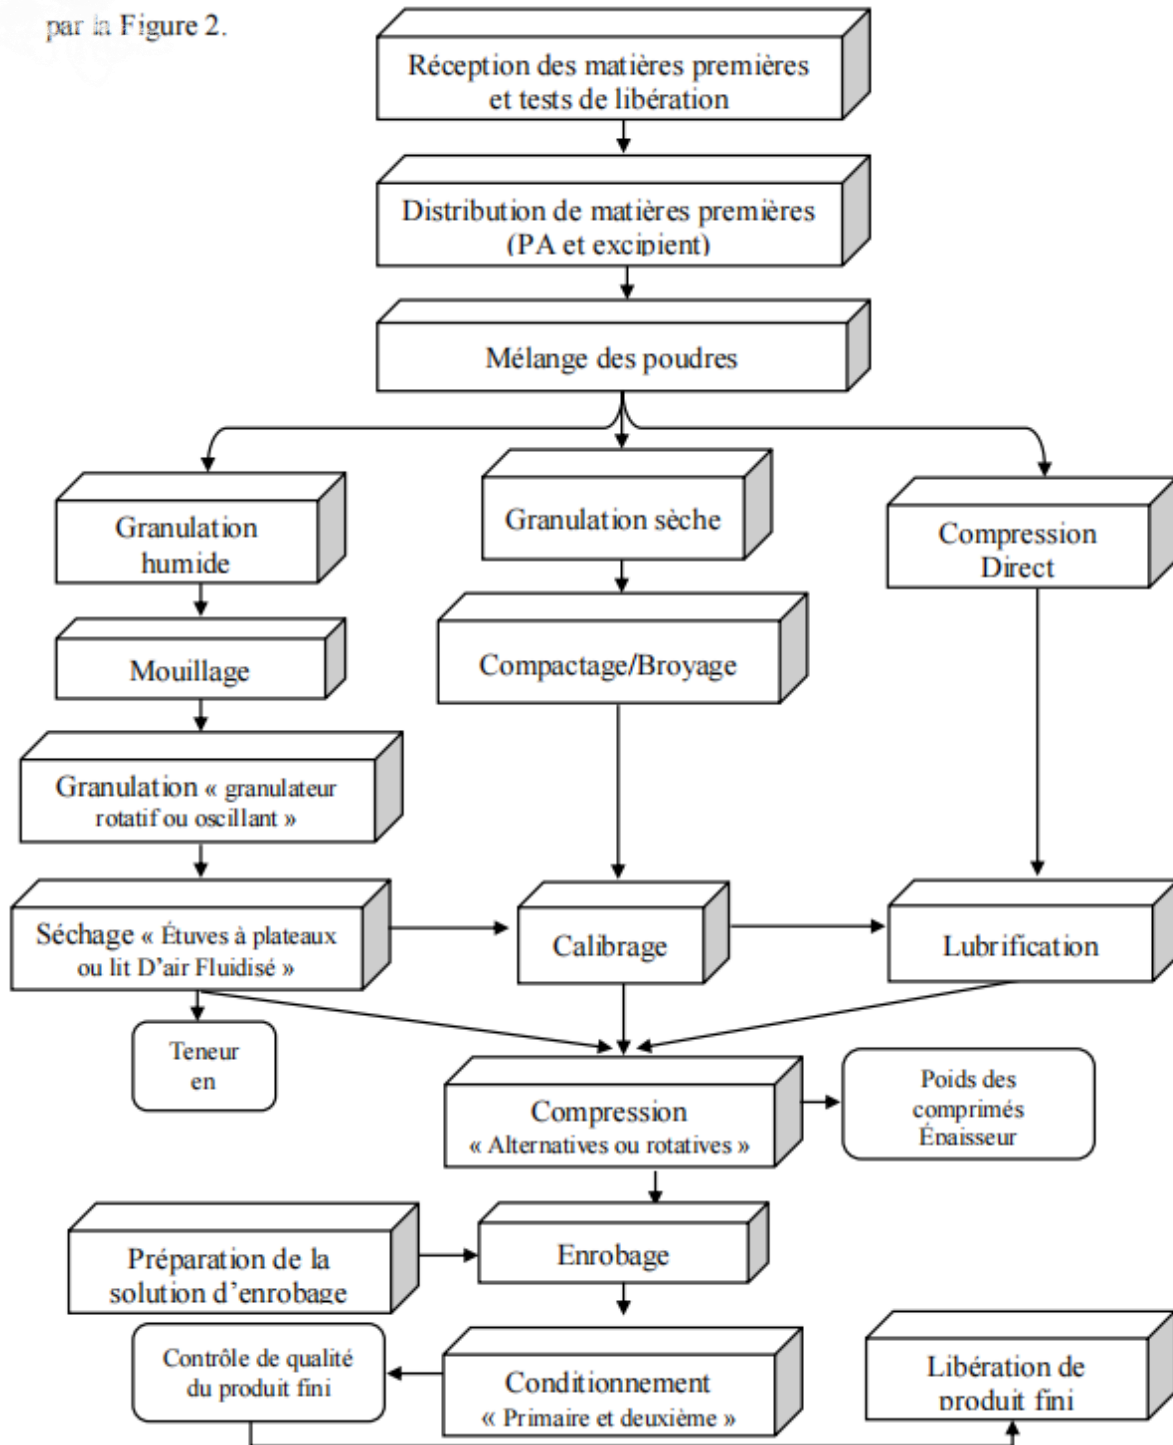 par la Figure 2.
Réception des matières premières
et tests de libération
Distribution de matières premières
(PA et excipient)
Mélange des poudres
Granulation
humide
Granulation sèche
Compression
Direct
Mouillage
Compactage/Broyage
Granulation « granulateur
rotatif ou oscillant »
Séchage « Étuves à plateaux
ou lit D’air Fluidisé »
Calibrage
Lubrification
Teneur
en
Compression
« Alternatives ou rotatives »
Poids des
comprimés
Épaisseur
Préparation de la
solution d’enrobage
Enrobage
Contrôle de qualité
du produit fini
Conditionnement
« Primaire et deuxième »
Libération de
produit fini